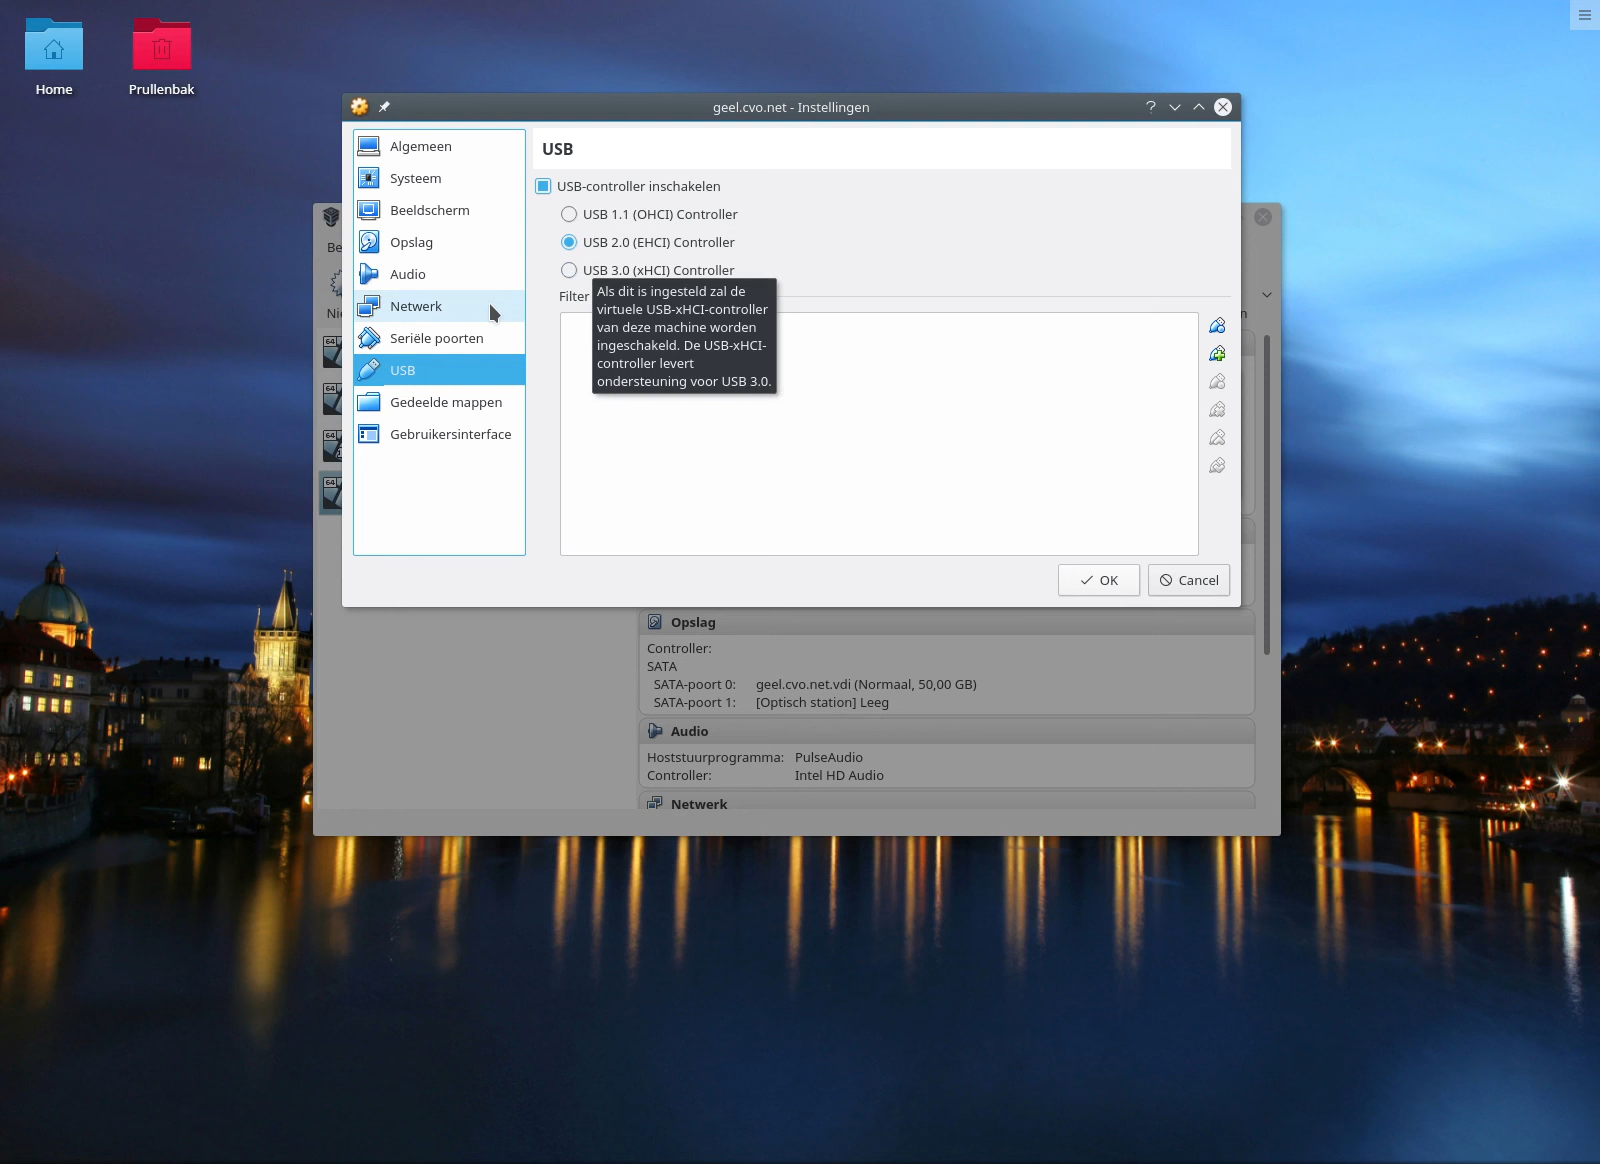 Home
Prullenbak
geel.cvo.net - Instellingen
Algemeen
Systeem
Beeldscherm
Opslag
Audio
Netwerk
Seriële poorten
USB
Gedeelde mappen
Gebruikersinterface
USB
USB-controller inschakelen
USB 1.1 (OHCI) Controller
USB 2.0 (EHCI) Controller
USB 3.0 (xHCI) Controller
Filter
Als dit is ingesteld zal de
virtuele USB-xHCI-controller
van deze machine worden
ingeschakeld. De USB-xHCI-
controller levert
ondersteuning voor USB 3.0.
OK
Cancel
Be
Nie
n
64
64
64
64
Opslag
Controller:
SATA
SATA-poort 0: geel.cvo.net.vdi (Normaal, 50,00 GB)
SATA-poort 1: [Optisch station] Leeg
Audio
Hoststuurprogramma: PulseAudio
Controller: Intel HD Audio
Netwerk